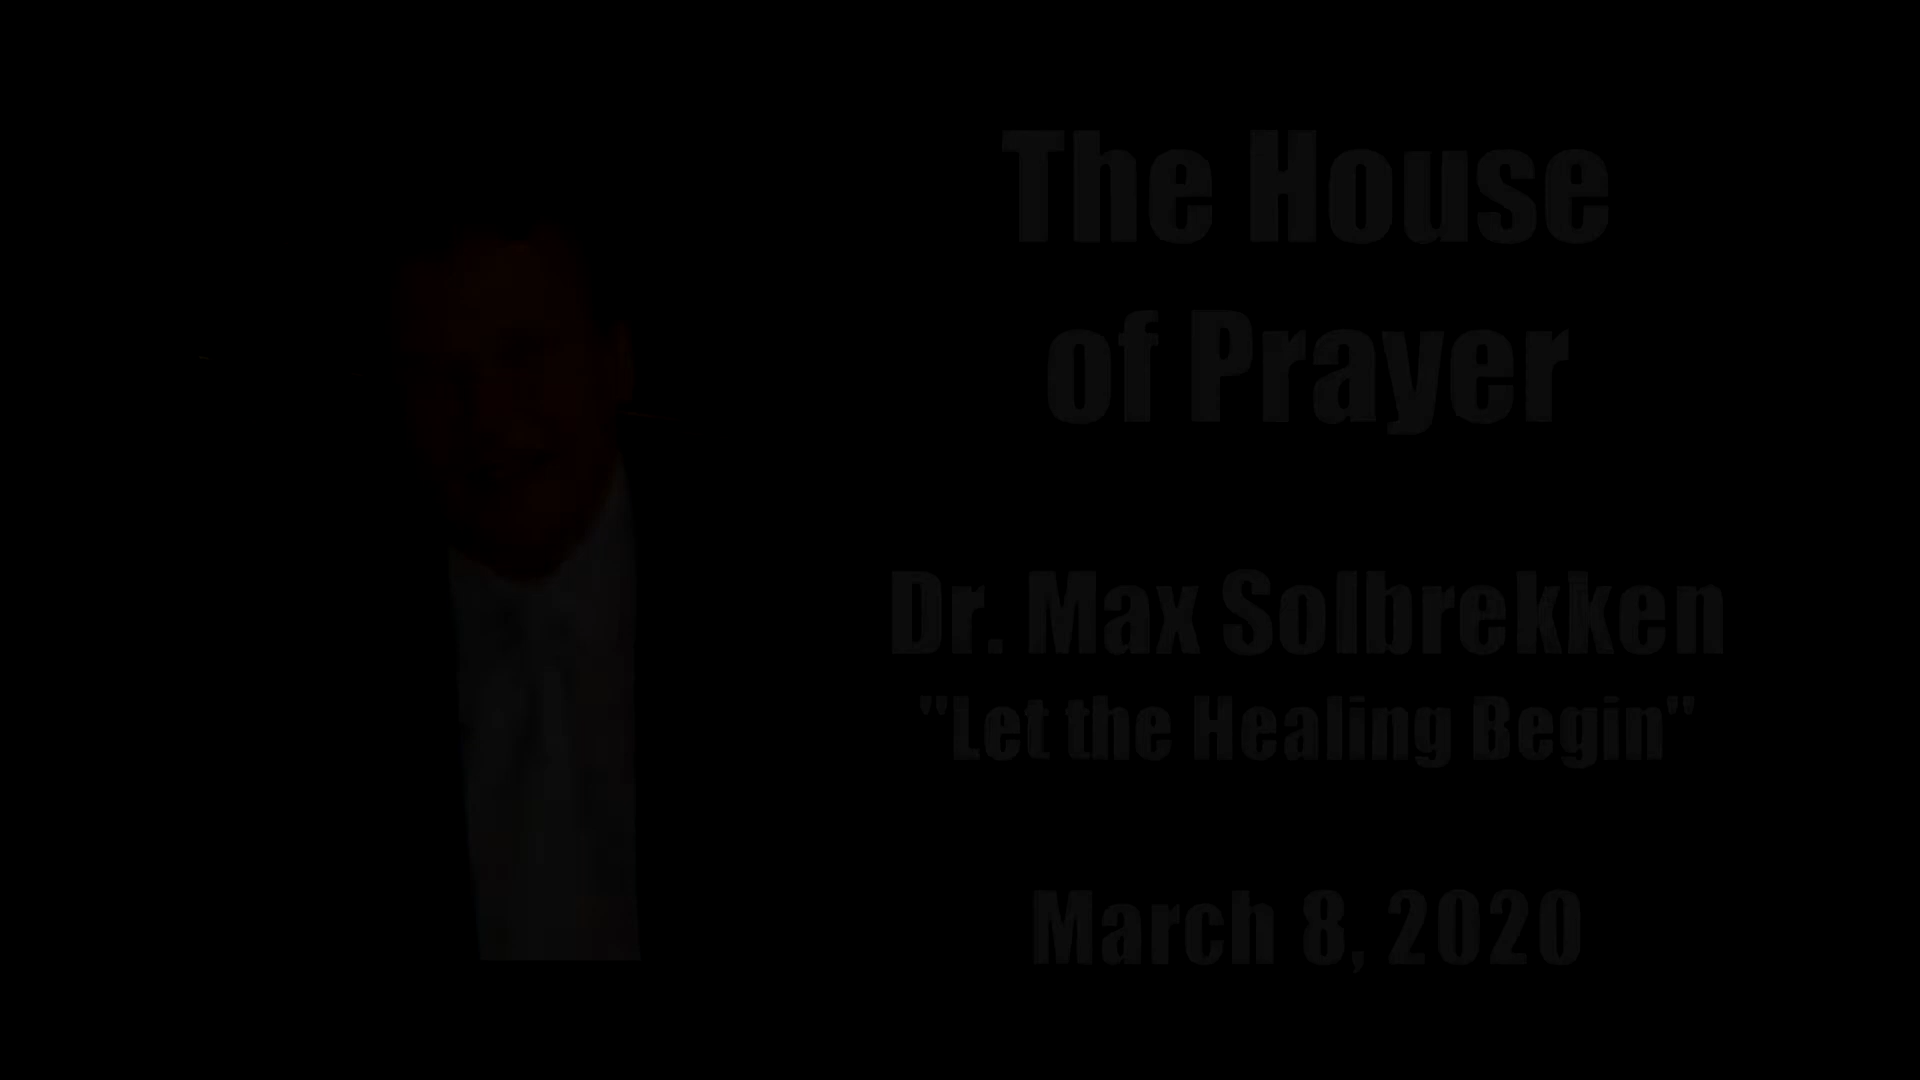 The House
of Prayer
Dr. Max Solbrekken
"Let the Healing Begin"
March 8, 2020